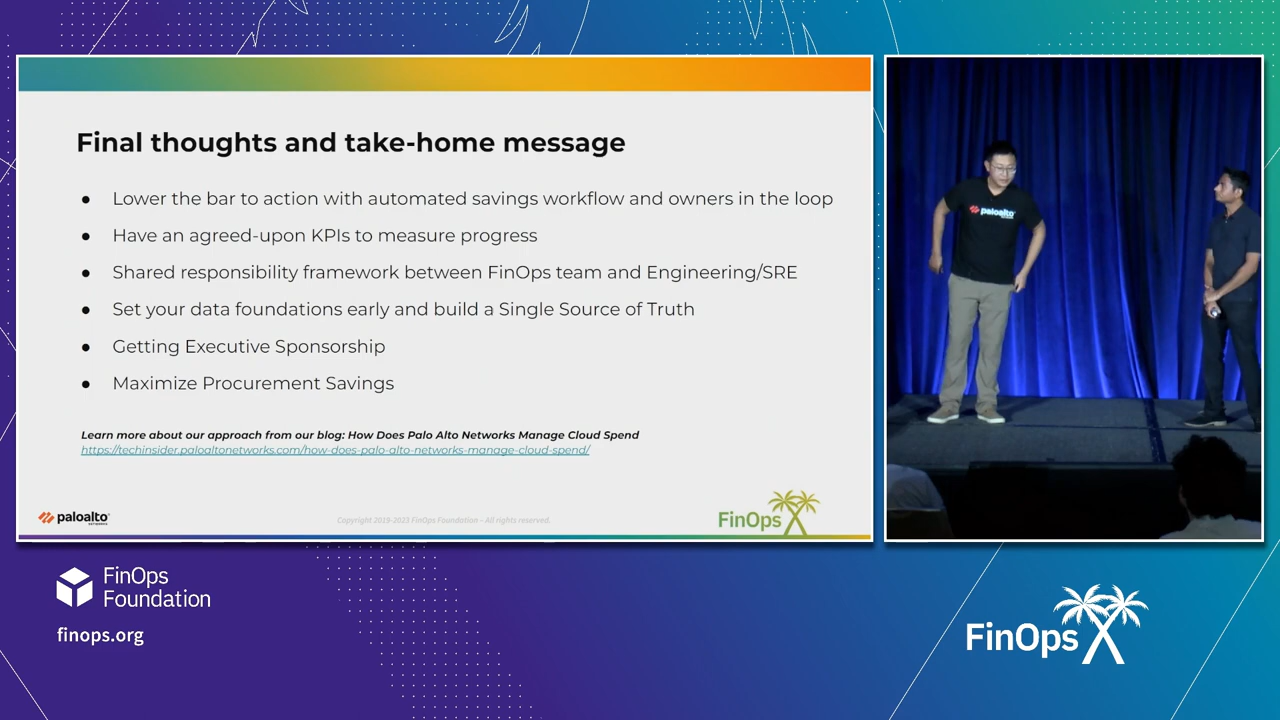 Final thoughts and take-home message
● Lower the bar to action with automated savings workflow and owners in the loop
● Have an agreed-upon KPIs to measure progress
● Shared responsibility framework between FinOps team and Engineering/SRE
● Set your data foundations early and build a Single Source of Truth
● Getting Executive Sponsorship
● Maximize Procurement Savings
Learn more about our approach from our blog: How Does Palo Alto Networks Manage Cloud Spend
https://techinsider.paloaltonetworks.com/how-does-palo-alto-networks-manage-cloud-spend/
paloalto
NETWORKS
Copyright 2019-2023 FinOps Foundation - All rights reserved.
FinOps X
paloalto
FinOps
Foundation
finops.org
FinOps X